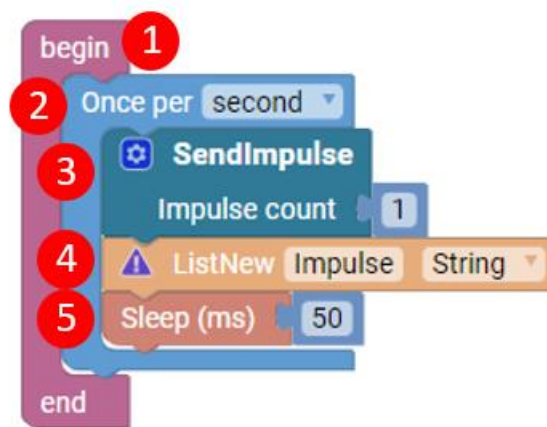 begin 1
2 Once per second
3 SendImpulse
Impulse count 1
4 ListNew Impulse String
5 Sleep (ms) 50
end